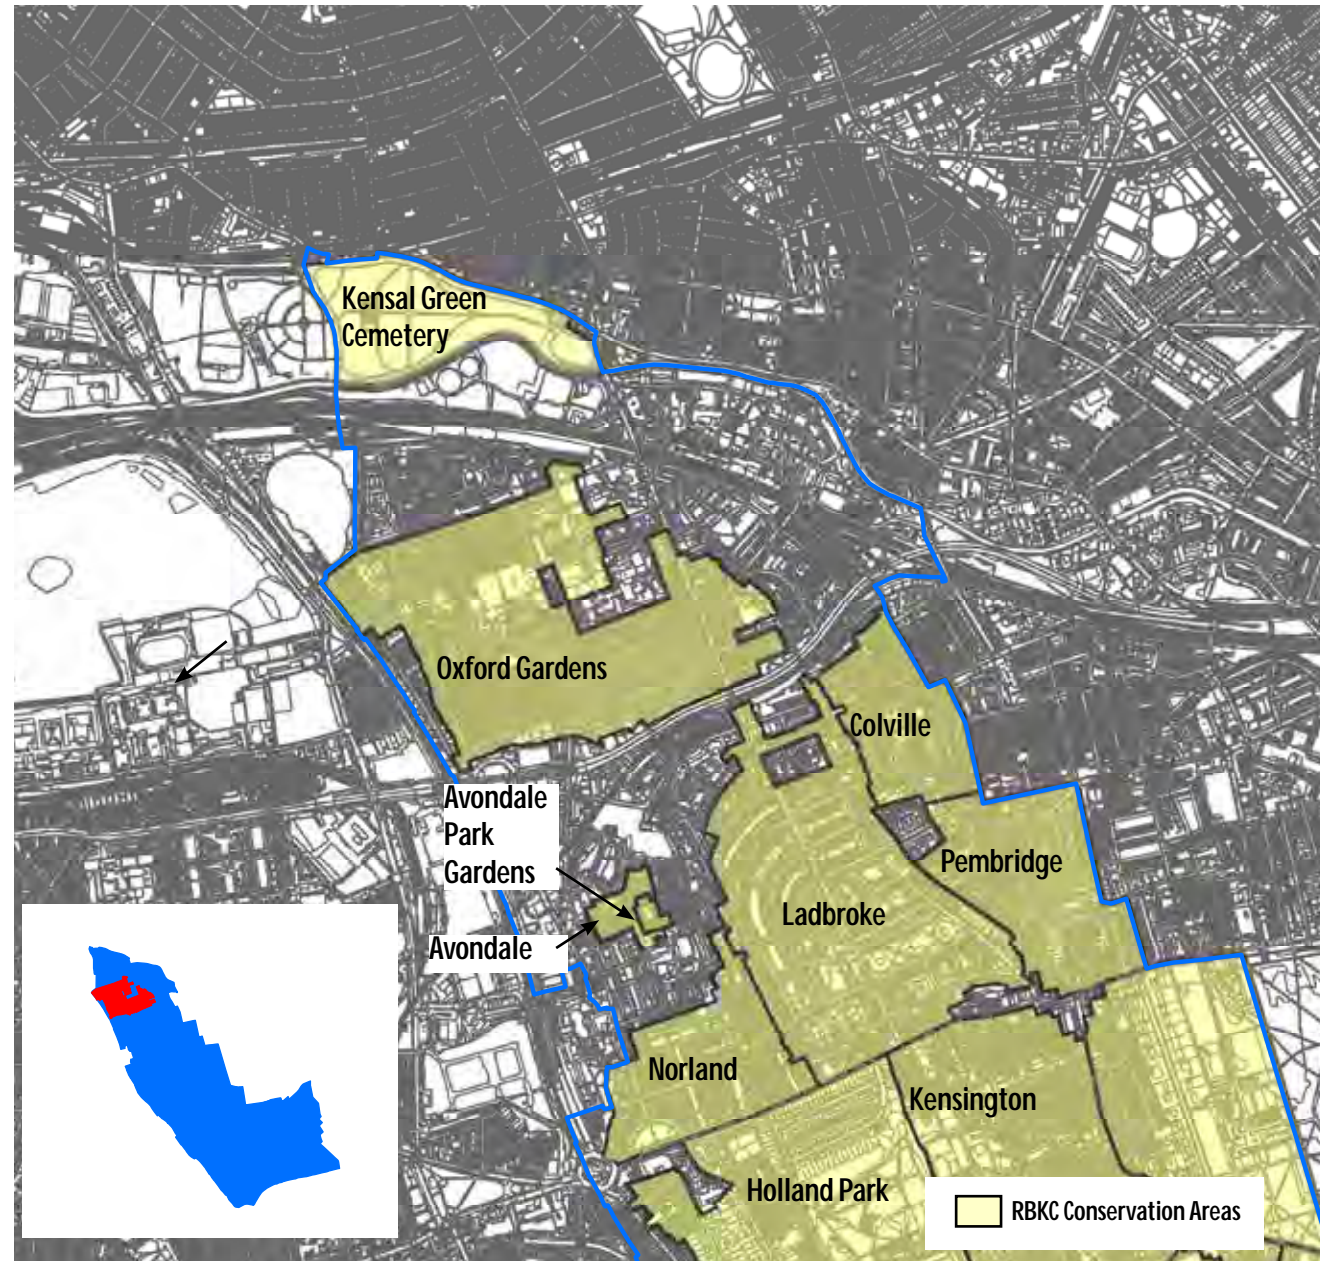 Kensal Green
Cemetery
Oxford Gardens
Colville
Avondale
Park
Gardens
Pembridge
Ladbroke
Avondale
Norland
Kensington
Holland Park
RBKC Conservation Areas